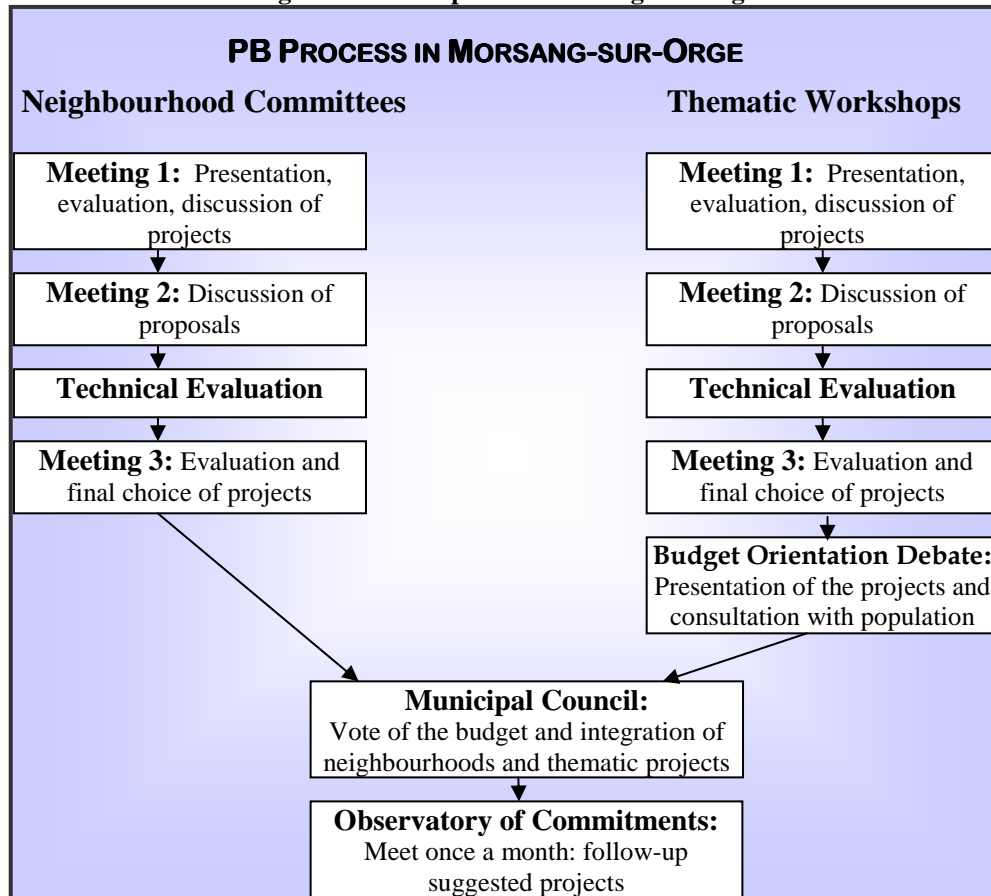 PB PROCESS IN MORSANG-SUR-ORGE
Neighbourhood Committees
Meeting 1: Presentation,
evaluation, discussion of
projects
Meeting 2: Discussion of
proposals
Technical Evaluation
Meeting 3: Evaluation and
final choice of projects
Thematic Workshops
Meeting 1: Presentation,
evaluation, discussion of
projects
Meeting 2: Discussion of
proposals
Technical Evaluation
Meeting 3: Evaluation and
final choice of projects
Budget Orientation Debate:
Presentation of the projects and
consultation with population
Municipal Council:
Vote of the budget and integration of
neighbourhoods and thematic projects
Observatory of Commitments:
Meet once a month: follow-up
suggested projects